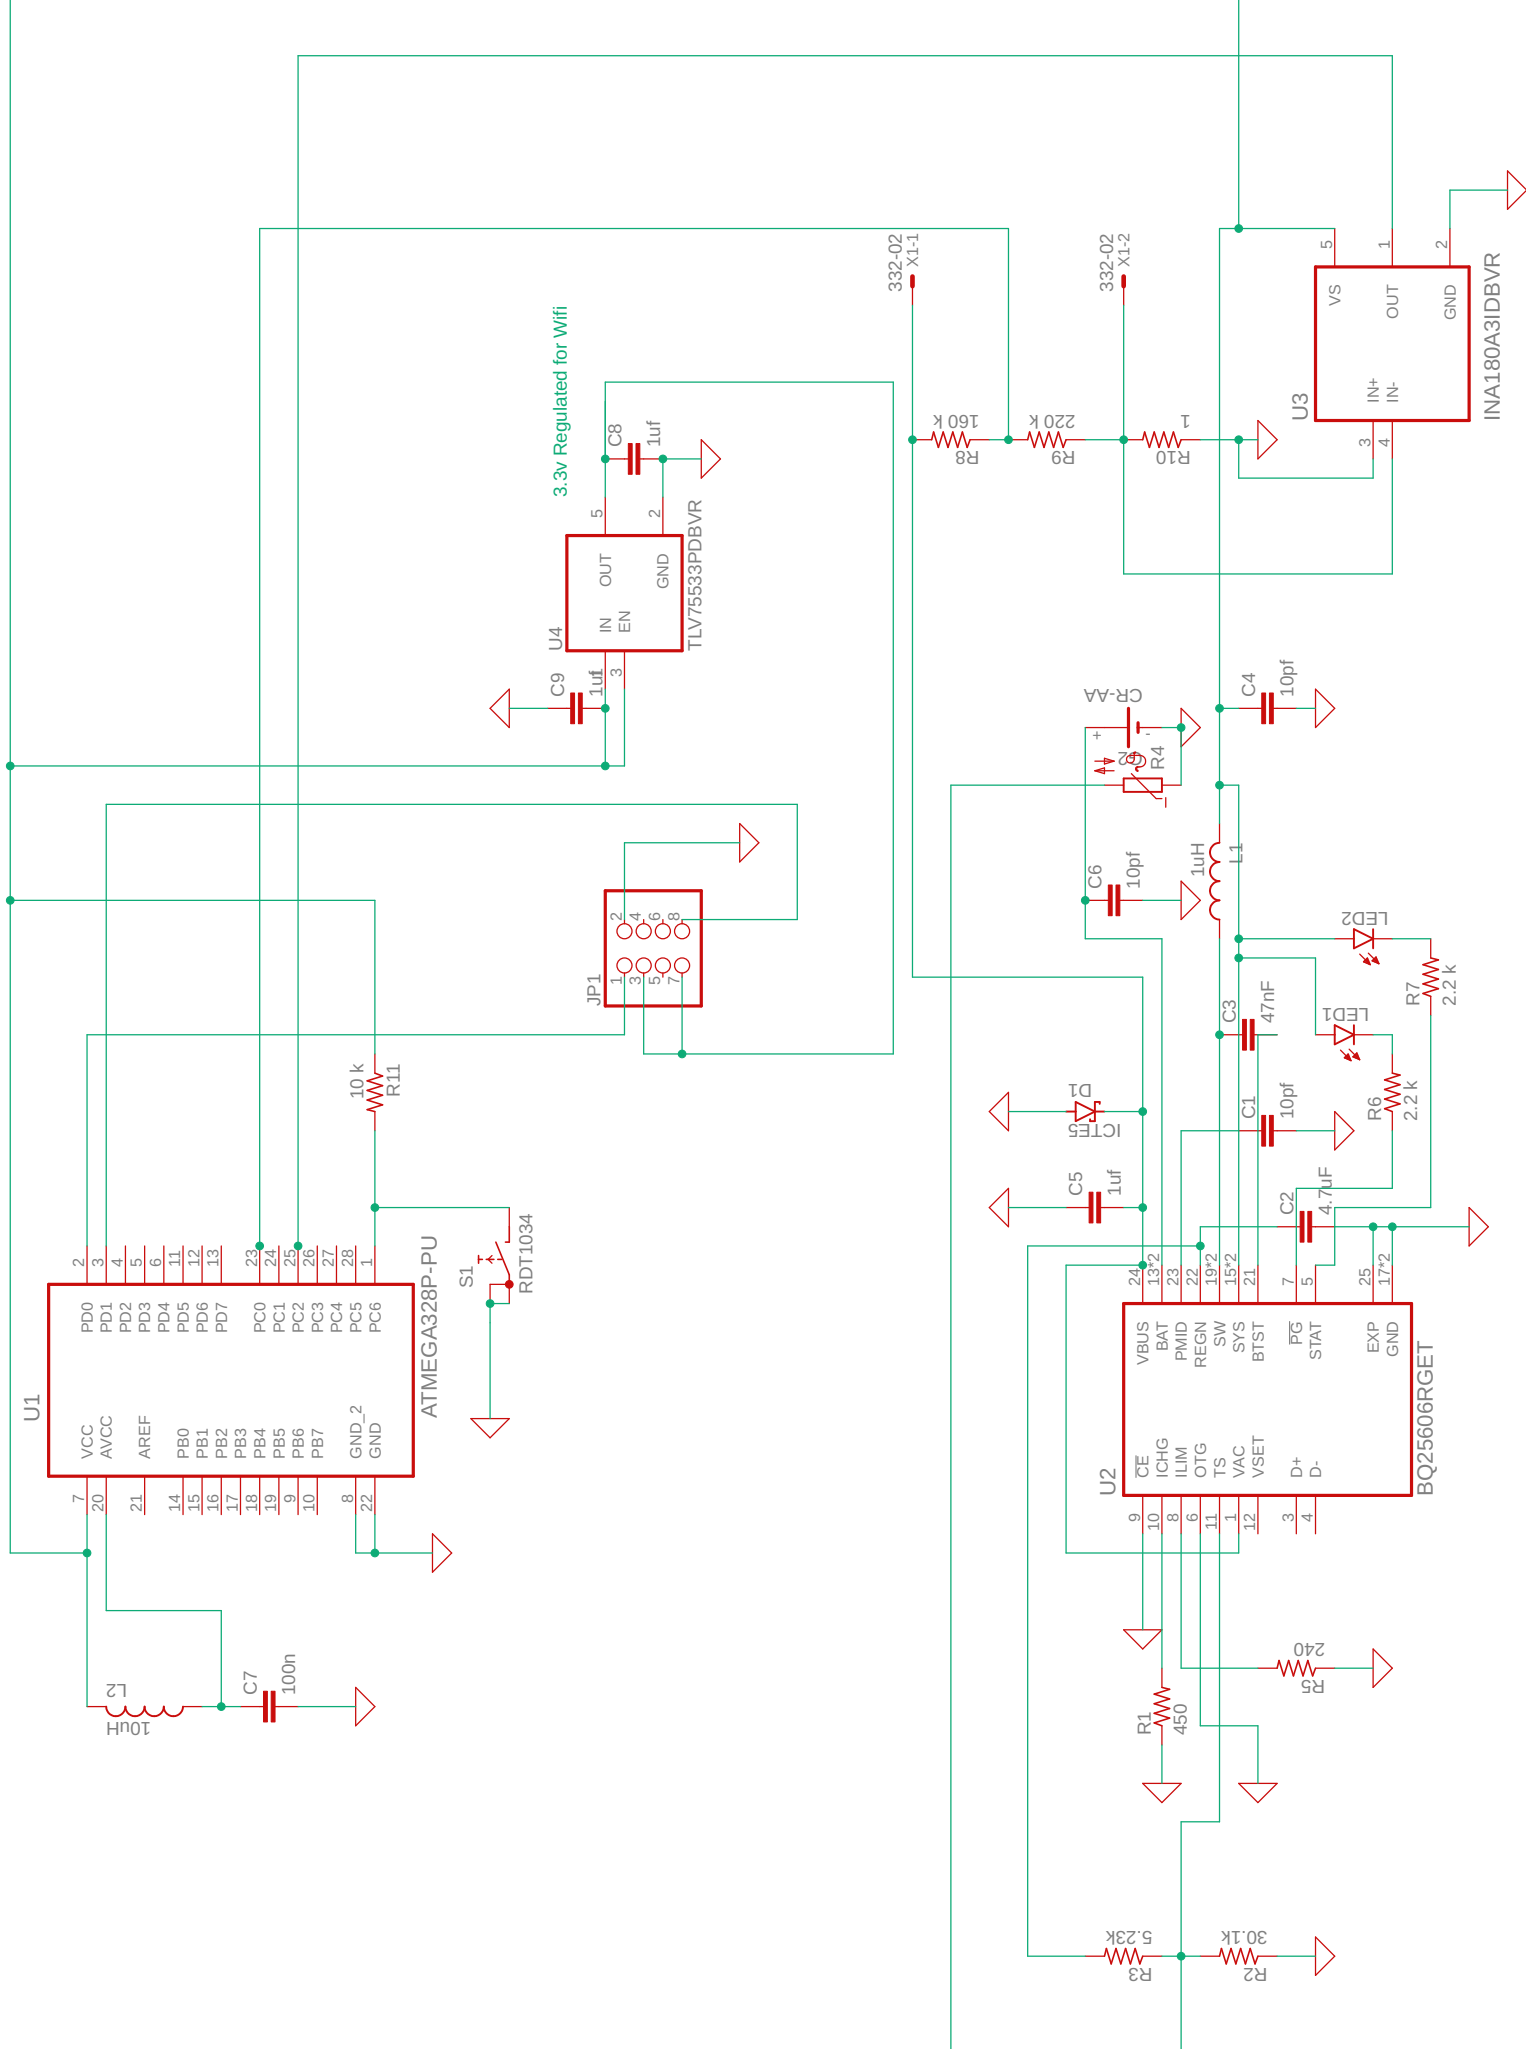 332-02
X1-1
332-02
X1-2
5
1
2
VS
OUT
GND
IN+
IN-
3
4
U3
INA180A3IDBVR
3.3v Regulated for Wifi
C8
1uf
160 k
R8
220 k
R9
1
R10
5
2
OUT
GND
IN
EN
U4
TLV75533PDBVR
3
C9
1uf
CR-AA
+
-
G2
R4
C4
10pf
C6
10pf
1uH
L1
JP1
2
4
6
8
1
3
5
7
LED2
R7
2.2 k
C3
47nF
LED1
R6
2.2 k
10 k
R11
D1
ICTE5
C1
10pf
C5
1uf
C2
4.7uF
S1
RDT1034
2
3
4
5
6
11
12
13
23
24
25
26
27
28
1
PD0
PD1
PD2
PD3
PD4
PD5
PD6
PD7
PC0
PC1
PC2
PC3
PC4
PC5
PC6
U1
ATMEGA328P-PU
VCC
AVCC
AREF
PB0
PB1
PB2
PB3
PB4
PB5
PB6
PB7
GND_2
GND
7
20
21
14
15
16
17
18
19
9
10
8
22
24
13*2
23
22
19*2
15*2
21
7
5
25
17*2
VBUS
BAT
PMID
REGN
SW
SYS
BTST
PG
STAT
EXP
GND
U2
BQ25606RGET
CE
ICHG
ILIM
OTG
TS
VAC
VSET
D+
D-
9
10
8
6
11
1
12
3
4
L2
10uH
C7
100n
R1
450
240
R5
5.23k
R3
30.1k
R2